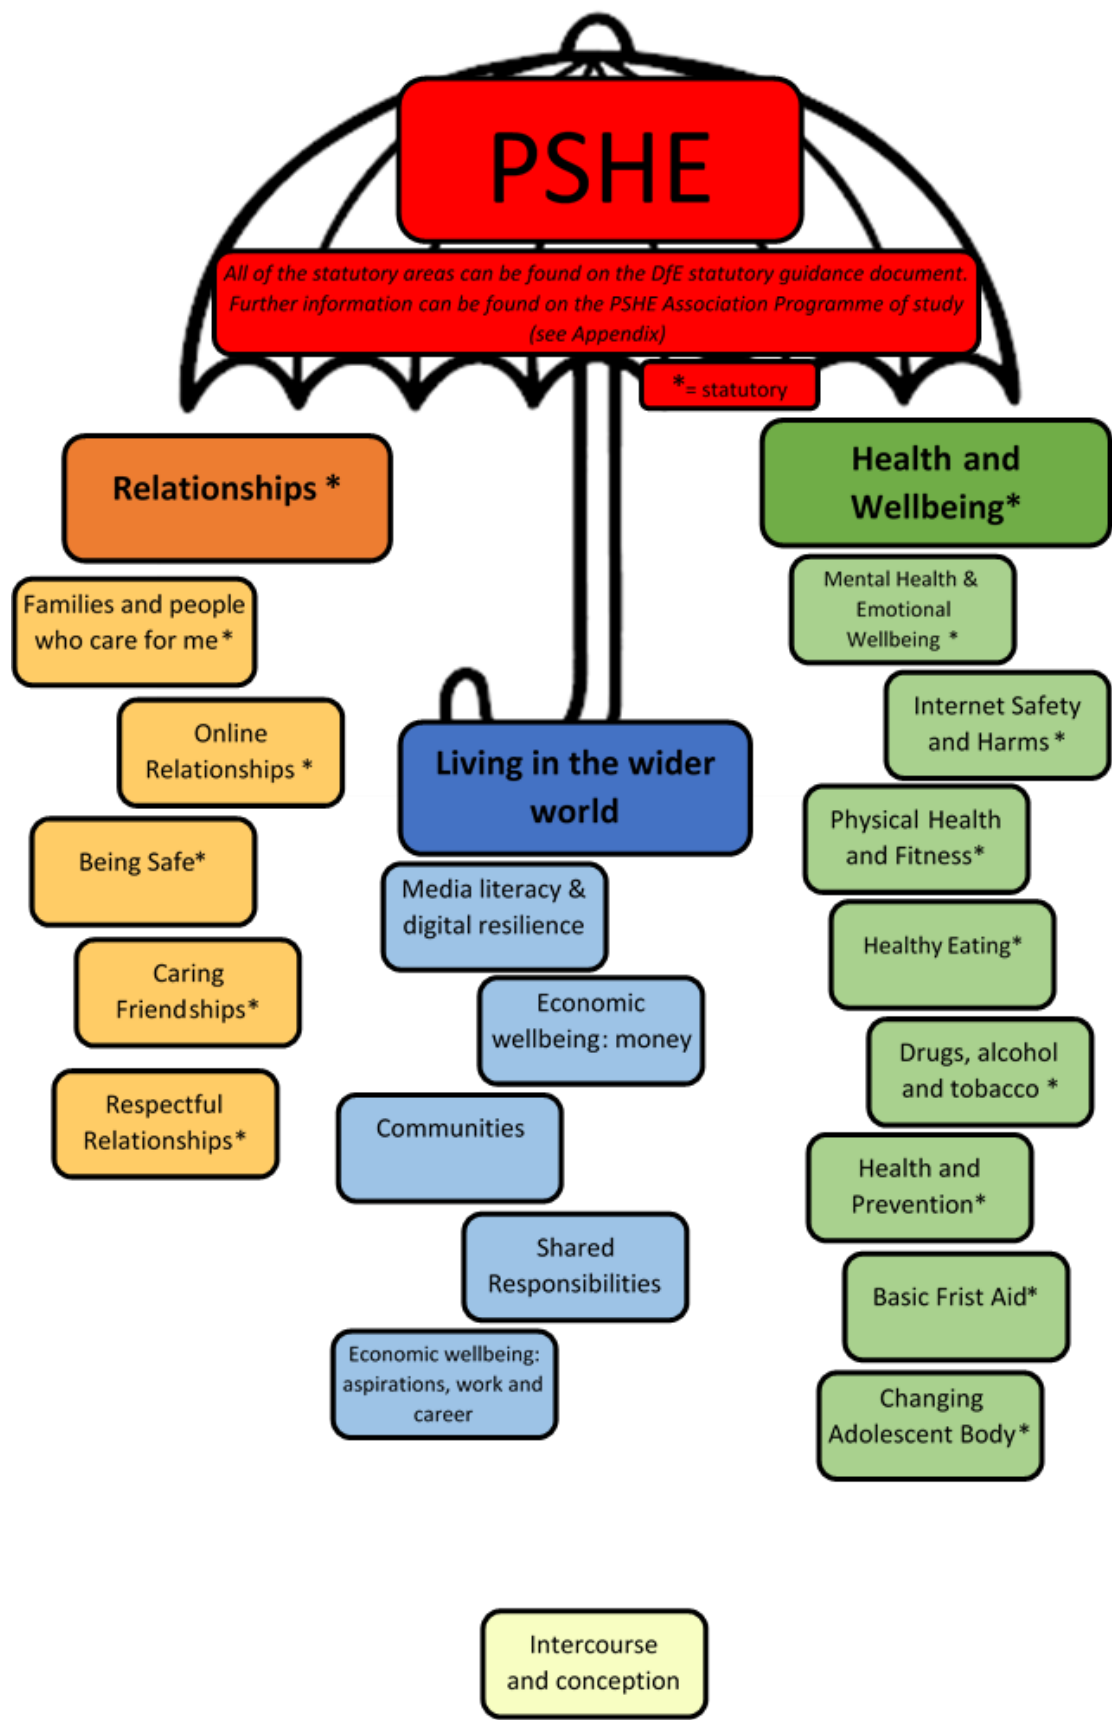 PSHE
All of the statutory areas can be found on the DfE statutory guidance document.
Further information can be found on the PSHE Association Programme of study
(see Appendix)
*= statutory
Relationships *
Families and people
who care for me*
Online
Relationships *
Being Safe*
Caring
Friendships*
Respectful
Relationships*
Living in the wider
world
Media literacy &
digital resilience
Economic
wellbeing: money
Communities
Shared
Responsibilities
Economic wellbeing:
aspirations, work and
career
Health and
Wellbeing*
Mental Health &
Emotional
Wellbeing *
Internet Safety
and Harms *
Physical Health
and Fitness*
Healthy Eating*
Drugs, alcohol
and tobacco *
Health and
Prevention*
Basic Frist Aid*
Changing
Adolescent Body*
Intercourse
and conception